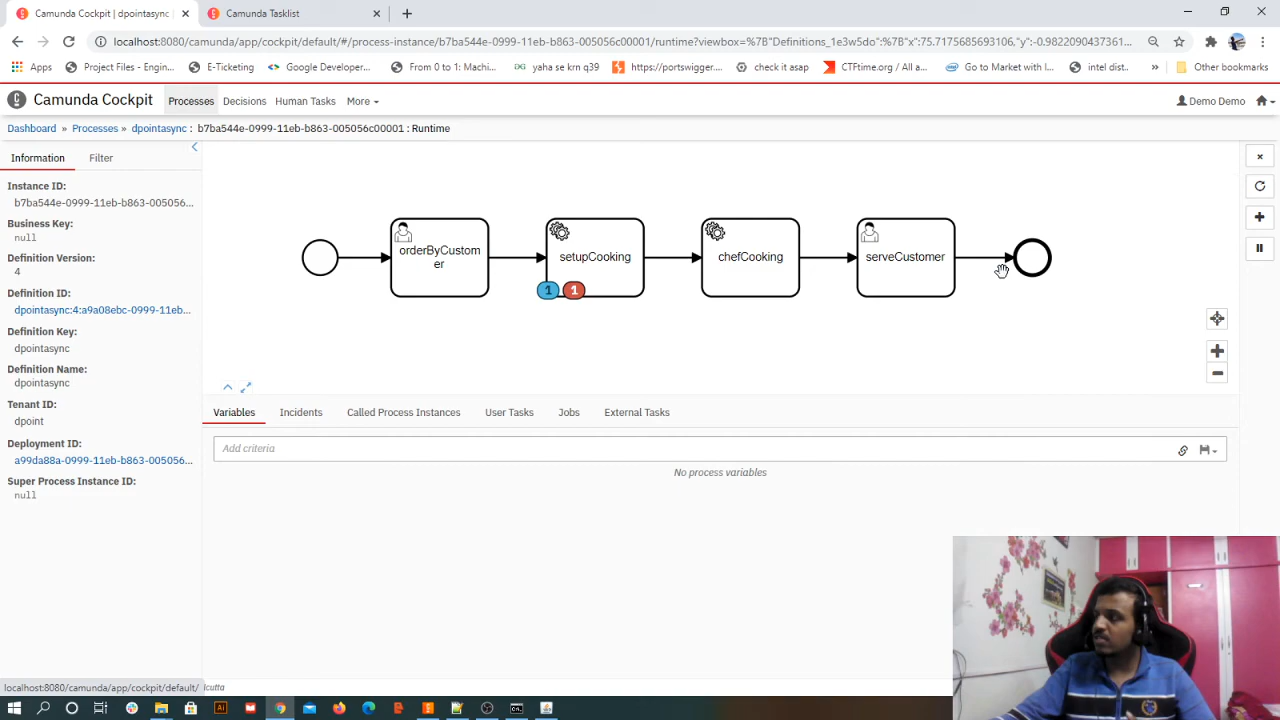 Camunda Cockpit | dpointasync
Camunda Tasklist
localhost:8080/camunda/app/cockpit/default/#/process-instance/b7ba544e-0999-11eb-b863-005056c00001/runtime?viewbox=%7B"Definitions_1e3w5do"%3A%7B"x"%3A75.7175685693106,"y"%3A-0.9822090437361...
Apps
Project Files - Engin...
E-Ticketing
Google Developer...
From 0 to 1: Machi...
yaha se krn q39
https://portswigger...
check it asap
CTFtime.org / All a...
Go to Market with I...
intel dist..
»
Other bookmarks
Camunda Cockpit
Processes
Decisions
Human Tasks
More
Demo Demo
Dashboard » Processes » dpointasync : b7ba544e-0999-11eb-b863-005056c00001 : Runtime
Information
Filter
Instance ID:
b7ba544e-0999-11eb-b863-005056...
Business Key:
null
Definition Version:
4
Definition ID:
dpointasync:4:a9a08ebc-0999-11eb...
Definition Key:
dpointasync
Definition Name:
dpointasync
Tenant ID:
dpoint
Deployment ID:
a99da88a-0999-11eb-b863-005056...
Super Process Instance ID:
null
orderByCustom
er
setupCooking
1 1
chefCooking
serveCustomer
Variables
Incidents
Called Process Instances
User Tasks
Jobs
External Tasks
Add criteria
No process variables
localhost:8080/camunda/app/cockpit/default/
lcutta